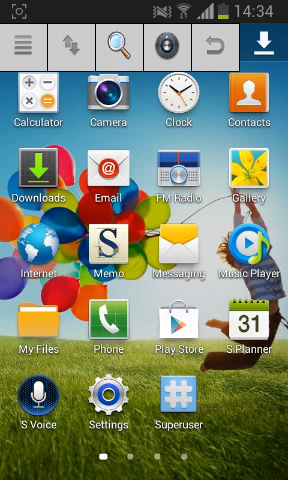 14:34
Calculator Camera Clock Contacts
Downloads Email FM Radio Gallery
@
Internet Memo Messaging Music Player
S
My Files Phone Play Store S Planner
31
S Voice Settings Superuser